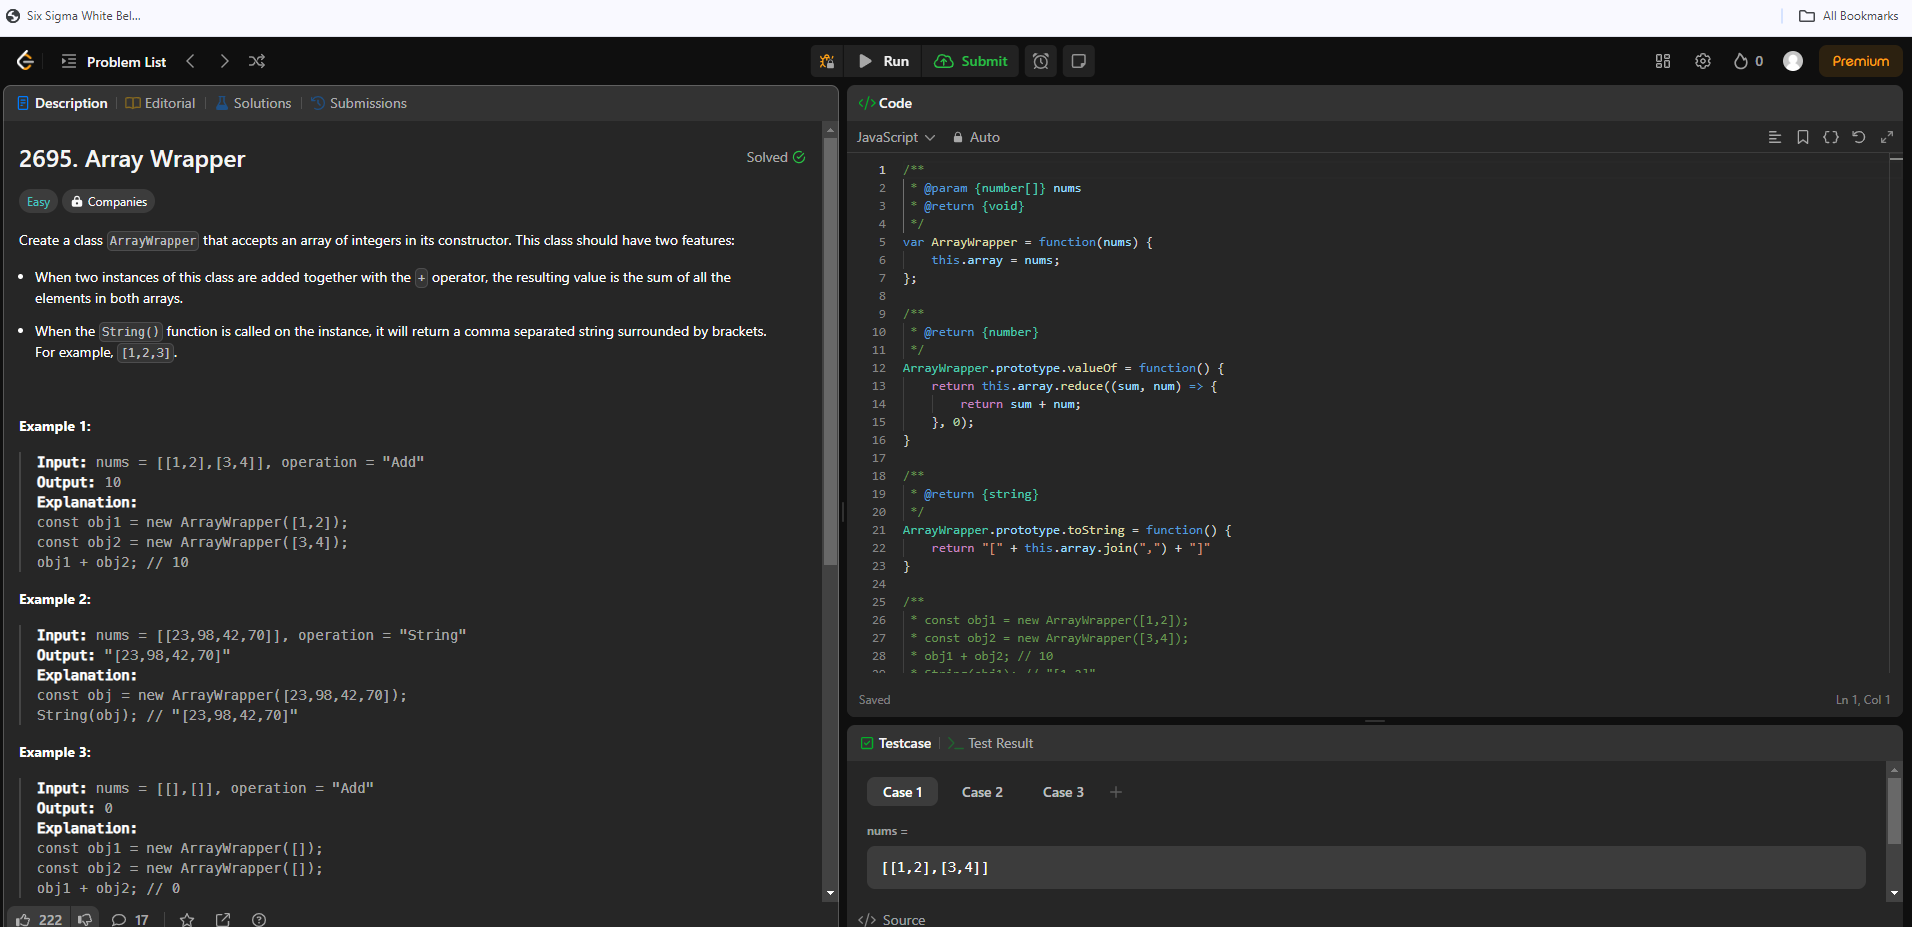 Six Sigma White Bel...
All Bookmarks
Problem List
Run
Submit
0
Premium
Description
Editorial
Solutions
Submissions
2695. Array Wrapper
Solved
Easy
Companies
Create a class ArrayWrapper that accepts an array of integers in its constructor. This class should have two features:
• When two instances of this class are added together with the + operator, the resulting value is the sum of all the
elements in both arrays.
• When the String() function is called on the instance, it will return a comma separated string surrounded by brackets.
For example, [1,2,3].
Example 1:
Input: nums = [[1,2],[3,4]], operation = "Add"
Output: 10
Explanation:
const obj1 = new ArrayWrapper([1,2]);
const obj2 = new ArrayWrapper([3,4]);
obj1 + obj2; // 10
Example 2:
Input: nums = [[23,98,42,70]], operation = "String"
Output: "[23,98,42,70]"
Explanation:
const obj = new ArrayWrapper([23,98,42,70]);
String(obj); // "[23,98,42,70]"
Example 3:
Input: nums = [[],[]], operation = "Add"
Output: 0
Explanation:
const obj1 = new ArrayWrapper([]);
const obj2 = new ArrayWrapper([]);
obj1 + obj2; // 0
222
17
</> Code
JavaScript
Auto
1 /**
2  * @param {number[]} nums
3  * @return {void}
4  */
5 var ArrayWrapper = function(nums) {
6     this.array = nums;
7 };
8
9 /**
10  * @return {number}
11  */
12 ArrayWrapper.prototype.valueOf = function() {
13     return this.array.reduce((sum, num) => {
14         return sum + num;
15     }, 0);
16 }
17
18 /**
19  * @return {string}
20  */
21 ArrayWrapper.prototype.toString = function() {
22     return "[" + this.array.join(",") + "]"
23 }
24
25 /**
26  * const obj1 = new ArrayWrapper([1,2]);
27  * const obj2 = new ArrayWrapper([3,4]);
28  * obj1 + obj2; // 10
29  * String(obj1); // "[1,2]"
Saved
Ln 1, Col 1
Testcase
>_ Test Result
Case 1
Case 2
Case 3
+
nums =
[[1,2],[3,4]]
</> Source